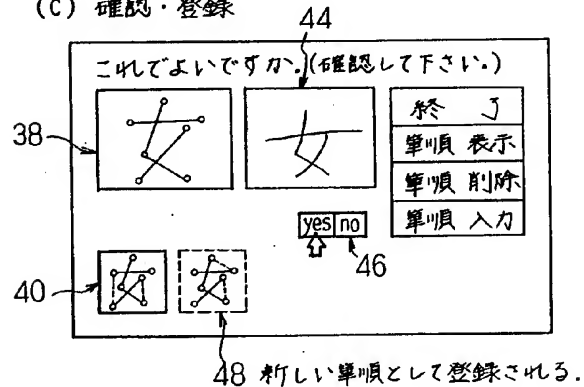 (C) 確認・登録
44
これでよいですか.(確認して下さい.)
38
女
終 了
筆順 表示
筆順 削除
筆順 入力
yes no
46
40
48 新しい筆順として登録される.